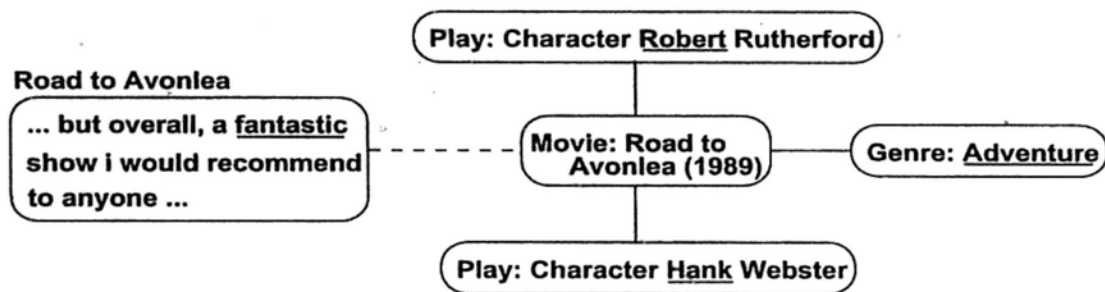 Play: Character Robert Rutherford
Road to Avonlea
... but overall, a fantastic
show i would recommend
to anyone ...
Movie: Road to
Avonlea (1989)
Genre: Adventure
Play: Character Hank Webster